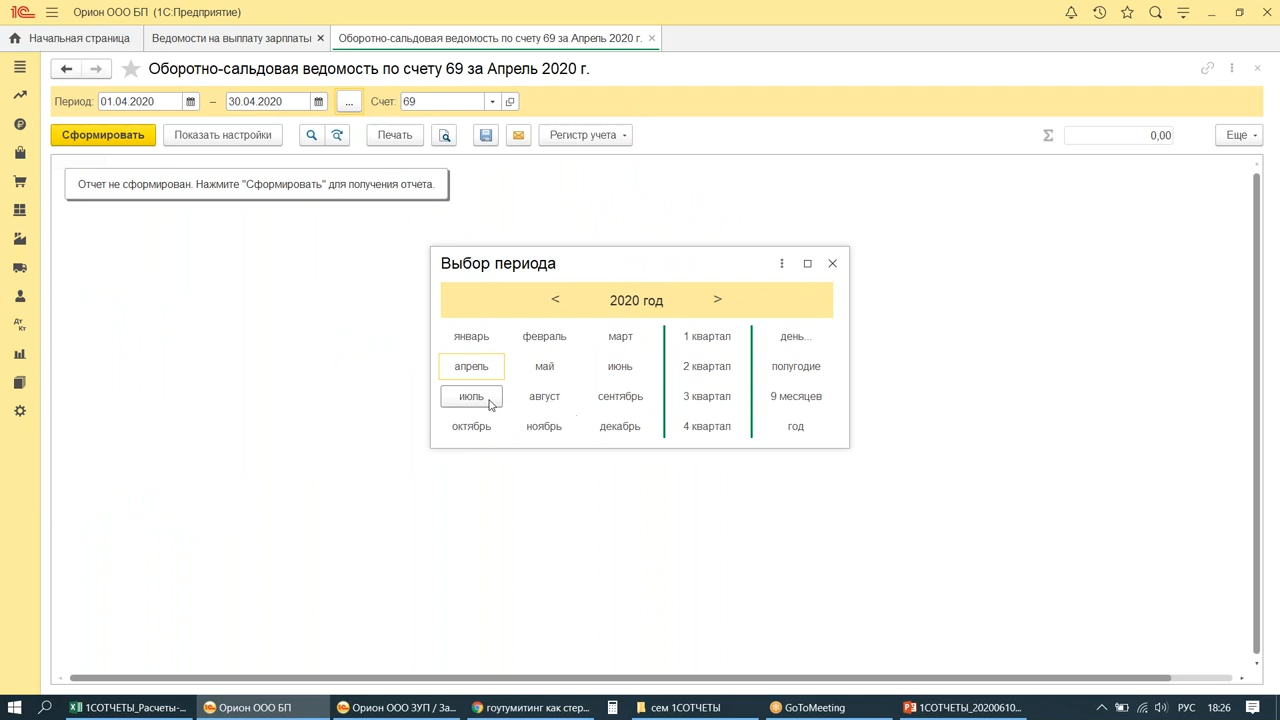 Орион ООО БП (1С:Предприятие)
Начальная страница
Ведомости на выплату зарплаты ×
Оборотно-сальдовая ведомость по счету 69 за Апрель 2020 г. ×
Оборотно-сальдовая ведомость по счету 69 за Апрель 2020 г.
Период: 01.04.2020 – 30.04.2020 ... Счет: 69
Сформировать Показать настройки Печать Регистр учета Σ 0,00 Еще
Отчет не сформирован. Нажмите "Сформировать" для получения отчета.
Выбор периода
< 2020 год >
январь февраль март 1 квартал день...
апрель май июнь 2 квартал полугодие
июль август сентябрь 3 квартал 9 месяцев
октябрь ноябрь декабрь 4 квартал год
Дт
Кт
1СОТЧЕТЫ_Расчеты-... Орион ООО БП Орион ООО ЗУП / За... гоутумитинг как стер... сем 1СОТЧЕТЫ GoToMeeting 1СОТЧЕТЫ_20200610... РУС 18:26